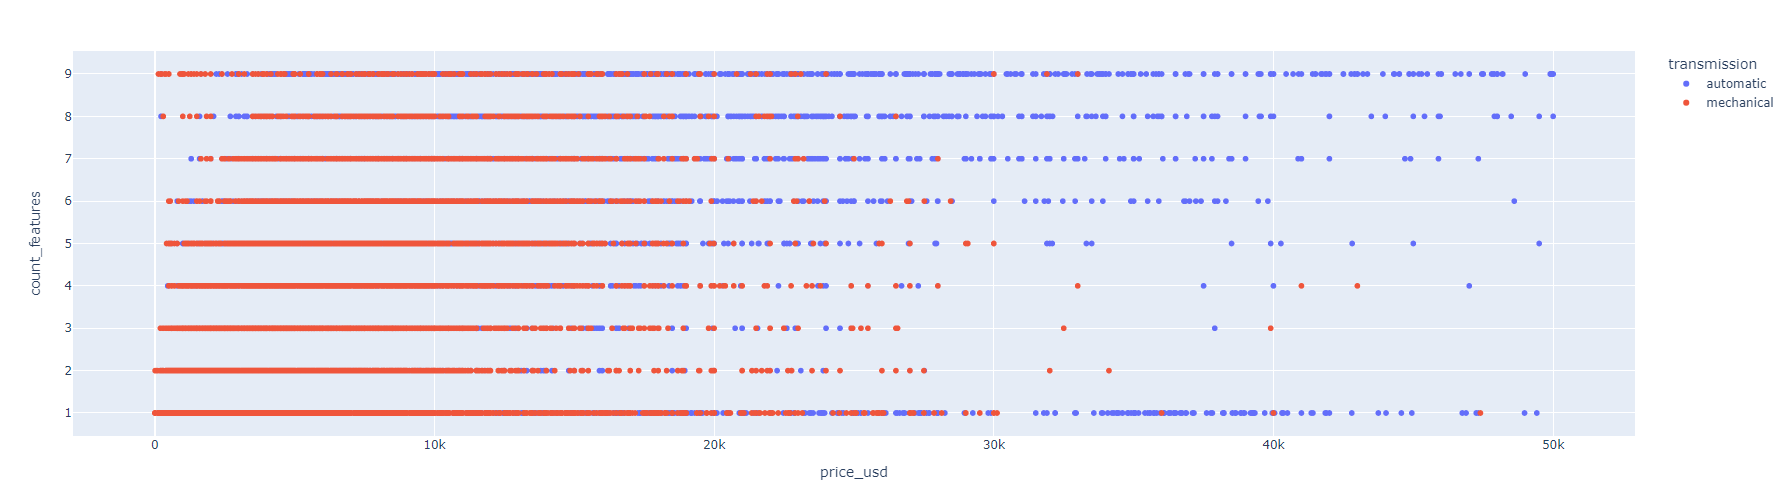 transmission
automatic
mechanical
count_features
9
8
7
6
5
4
3
2
1
0
10k
20k
30k
40k
50k
price_usd